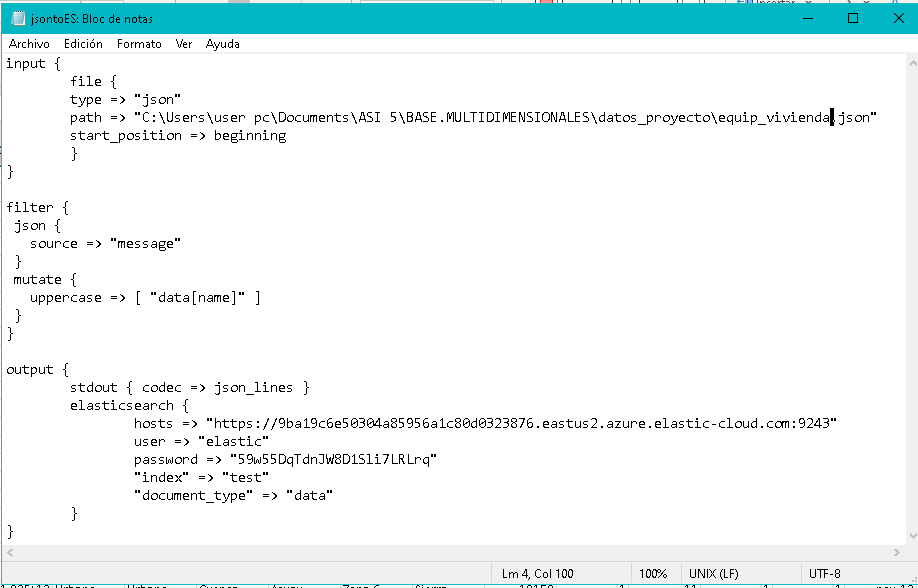 jsontoES: Bloc de notas
Archivo Edición Formato Ver Ayuda
input {
file {
type => "json"
path => "C:\Users\user pc\Documents\ASI 5\BASE.MULTIDIMENSIONALES\datos_proyecto\equip_vivienda.json"
start_position => beginning
}
}
filter {
json {
source => "message"
}
mutate {
uppercase => [ "data[name]" ]
}
}
output {
stdout { codec => json_lines }
elasticsearch {
hosts => "https://9ba19c6e50304a85956a1c80d0323876.eastus2.azure.elastic-cloud.com:9243"
user => "elastic"
password => "59w55DqTdnJW8D1Sli7LRLrq"
"index" => "test"
"document_type" => "data"
}
}
Lm 4, Col 100 100% UNIX (LF) UTF-8